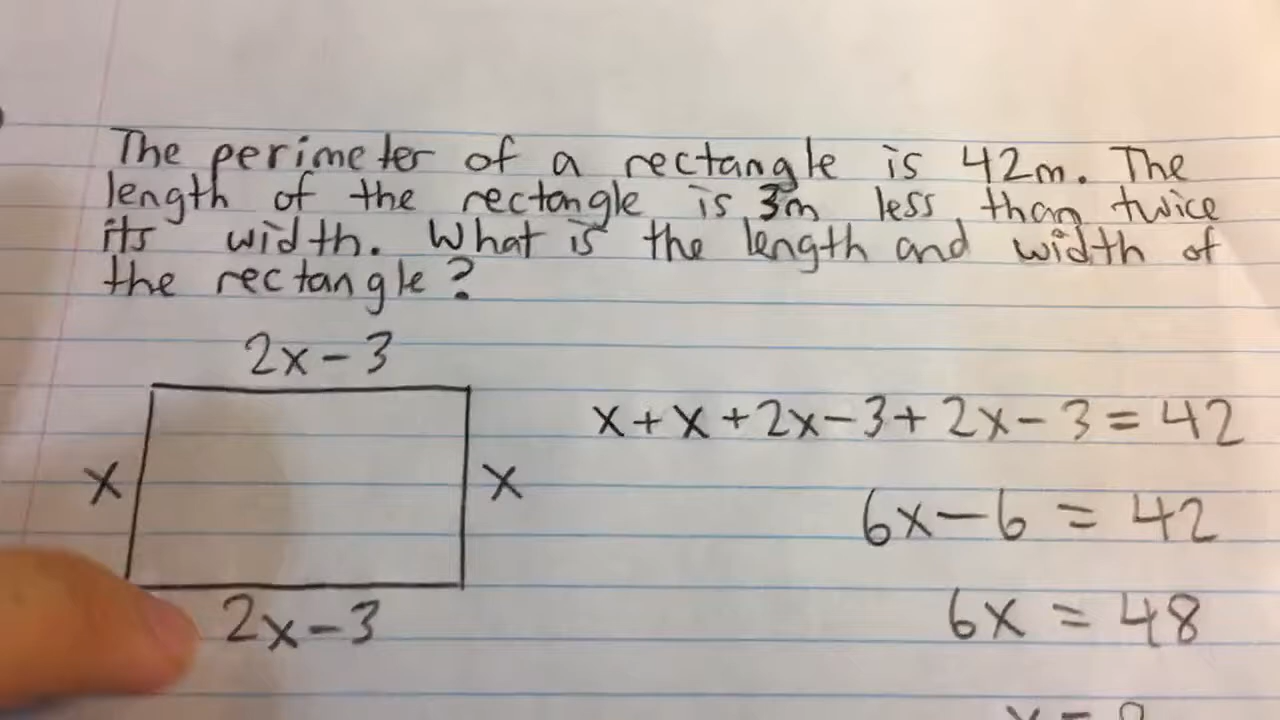 The perimeter of a rectangle is 42m. The
length of the rectangle is 3m less than twice
its width. What is the length and width of
the rectangle?
2x-3
x + x + 2x-3 + 2x-3 = 42
x
x
6x-6 = 42
2x-3
6x = 48